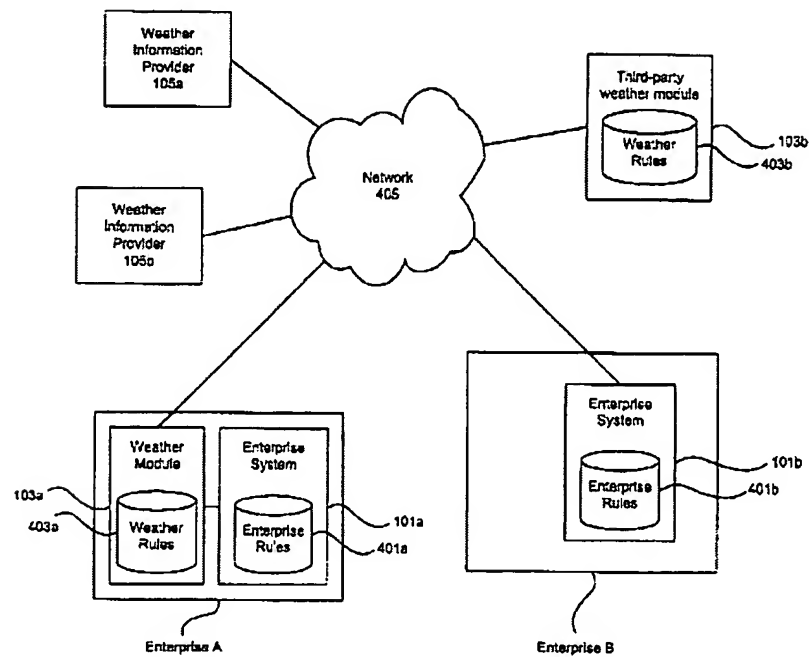 Weather
Information
Provider
105a
Third-party
weather module
Weather
Rules
103b
403b
Network
405
Weather
Information
Provider
105a
Weather
Module
Weather
Rules
103a
403a
Enterprise
System
Enterprise
Rules
101a
401a
Enterprise A
Enterprise
System
Enterprise
Rules
101b
401b
Enterprise B